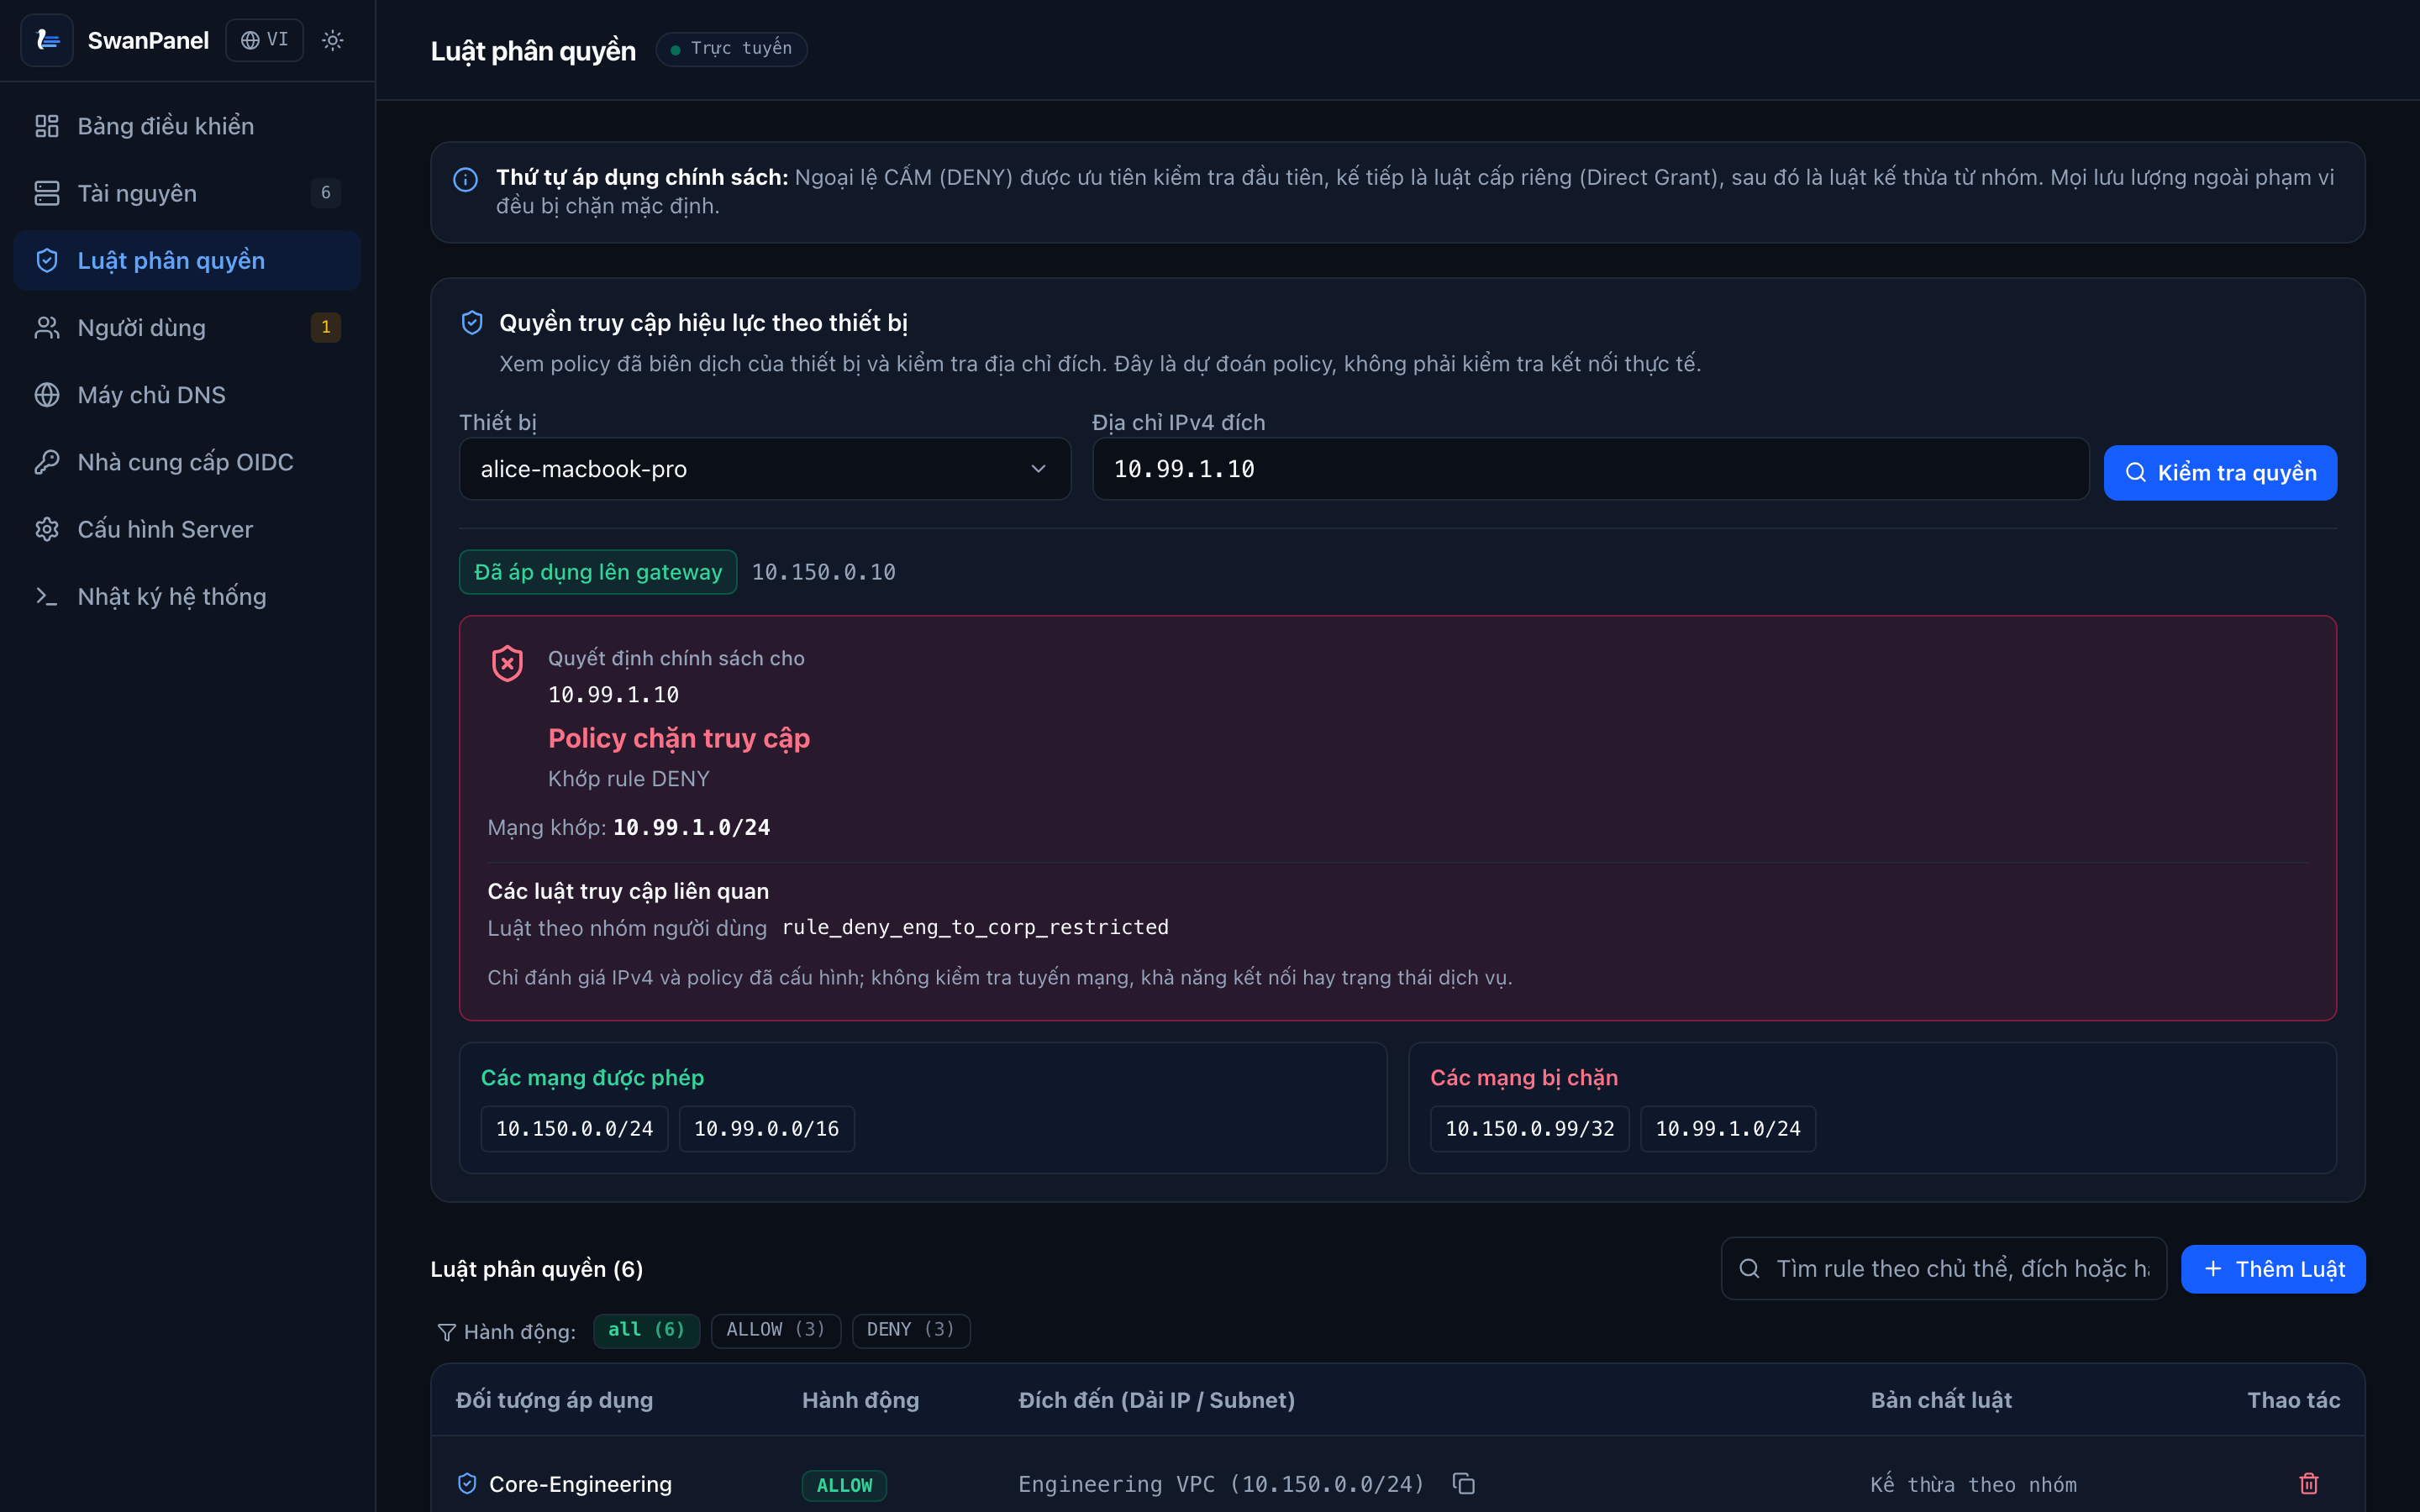 SwanPanel
VI
Bảng điều khiển
Tài nguyên
6
Luật phân quyền
Người dùng
1
Máy chủ DNS
Nhà cung cấp OIDC
Cấu hình Server
Nhật ký hệ thống
Luật phân quyền
Trực tuyến
Thứ tự áp dụng chính sách: Ngoại lệ CẤM (DENY) được ưu tiên kiểm tra đầu tiên, kế tiếp là luật cấp riêng (Direct Grant), sau đó là luật kế thừa từ nhóm. Mọi lưu lượng ngoài phạm vi
đều bị chặn mặc định.
Quyền truy cập hiệu lực theo thiết bị
Xem policy đã biên dịch của thiết bị và kiểm tra địa chỉ đích. Đây là dự đoán policy, không phải kiểm tra kết nối thực tế.
Thiết bị
Địa chỉ IPv4 đích
alice-macbook-pro
10.99.1.10
Kiểm tra quyền
Đã áp dụng lên gateway
10.150.0.10
Quyết định chính sách cho
10.99.1.10
Policy chặn truy cập
Khớp rule DENY
Mạng khớp: 10.99.1.0/24
Các luật truy cập liên quan
Luật theo nhóm người dùng rule_deny_eng_to_corp_restricted
Chỉ đánh giá IPv4 và policy đã cấu hình; không kiểm tra tuyến mạng, khả năng kết nối hay trạng thái dịch vụ.
Các mạng được phép
10.150.0.0/24
10.99.0.0/16
Các mạng bị chặn
10.150.0.99/32
10.99.1.0/24
Luật phân quyền (6)
Tìm rule theo chủ thể, đích hoặc
Thêm Luật
Hành động:
all (6)
ALLOW (3)
DENY (3)
Đối tượng áp dụng
Hành động
Đích đến (Dải IP / Subnet)
Bản chất luật
Thao tác
Core-Engineering
ALLOW
Engineering VPC (10.150.0.0/24)
Kế thừa theo nhóm